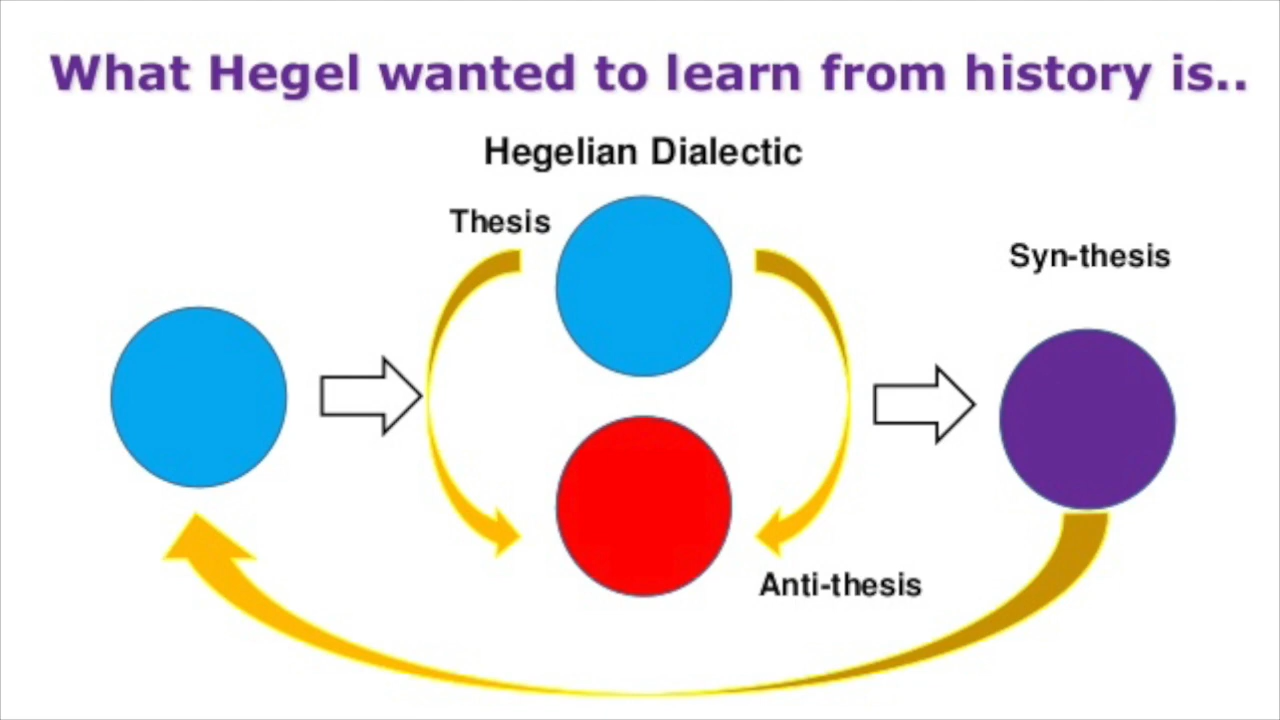 What Hegel wanted to learn from history is..
Hegelian Dialectic
Thesis
Syn-thesis
Anti-thesis